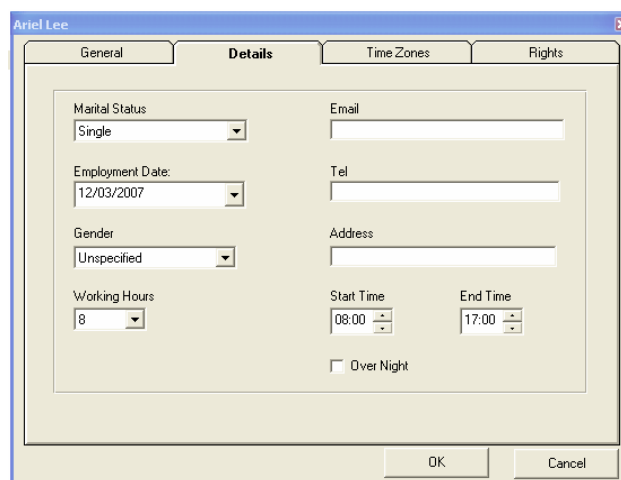 Ariel Lee
General Details Time Zones Rights
Marital Status Email
Single
Employment Date: Tel
12/03/2007
Gender Address
Unspecified
Working Hours Start Time End Time
8 08:00 17:00
Over Night
OK Cancel